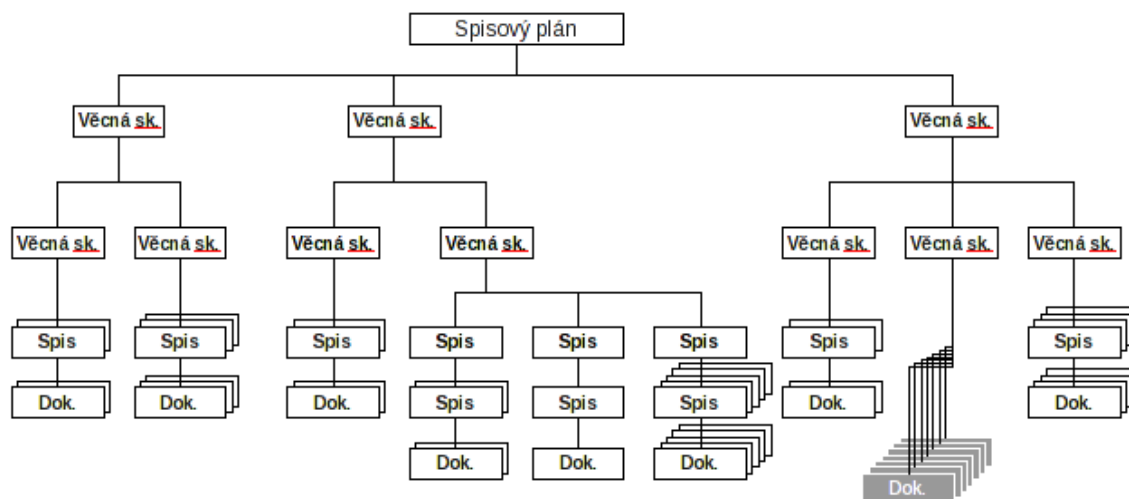 Spisový plán
Věcná sk. Věcná sk. Věcná sk.
Věcná sk. Věcná sk. Věcná sk. Věcná sk. Věcná sk. Věcná sk. Věcná sk.
Spis Spis Spis Spis Spis Spis Spis Spis
Dok. Dok. Dok. Spis Spis Spis Dok. Dok.
Dok. Dok. Dok.
Dok.